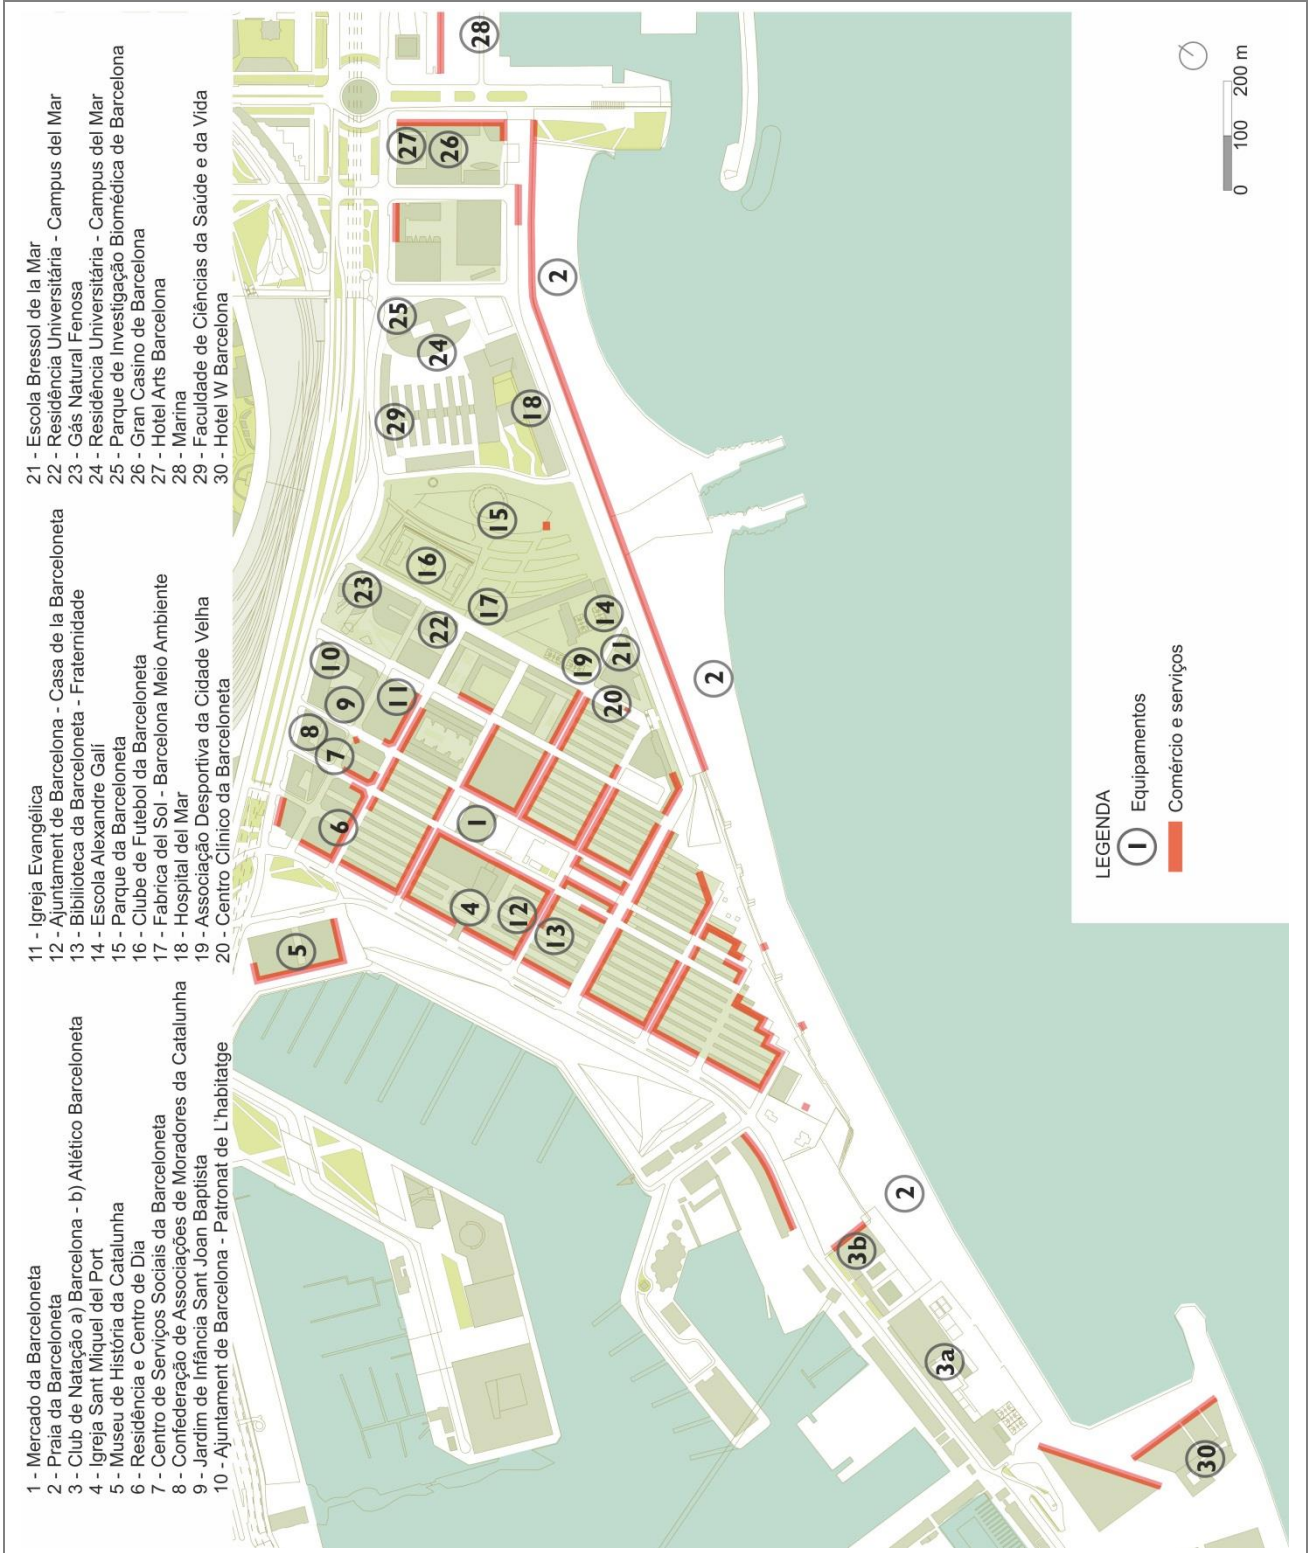 1 - Mercado da Barceloneta
2 - Praia da Barceloneta
3 - Club de Natação a) Barcelona - b) Atlético Barceloneta
4 - Igreja Sant Miquel del Port
5 - Museu de História da Catalunha
6 - Residência e Centro de Dia
7 - Centro de Serviços Sociais da Barceloneta
8 - Confederação de Associações de Moradores da Catalunha
9 - Jardim de Infância Sant Joan Baptista
10 - Ajuntament de Barcelona - Patronat de L'habitatge
11 - Igreja Evangélica
12 - Ajuntament de Barcelona - Casa de la Barceloneta
13 - Bibilioteca da Barceloneta - Fraternidade
14 - Escola Alexandre Galí
15 - Parque da Barceloneta
16 - Clube de Futebol da Barceloneta
17 - Fabrica del Sol - Barcelona Meio Ambiente
18 - Hospital del Mar
19 - Associação Desportiva da Cidade Velha
20 - Centro Clínico da Barceloneta
21 - Escola Bressol de la Mar
22 - Residência Universitária - Campus del Mar
23 - Gás Natural Fenosa
24 - Residência Universitária - Campus del Mar
25 - Parque de Investigação Biomédica de Barcelona
26 - Gran Casino de Barcelona
27 - Hotel Arts Barcelona
28 - Marina
29 - Faculdade de Ciências da Saúde e da Vida
30 - Hotel W Barcelona
5
6
8
7
9
10
11
23
22
16
17
15
29
25
24
18
27
26
28
1
4
12
13
19
14
21
20
2
2
2
3b
3a
30
LEGENDA
1 Equipamentos
Comércio e serviços
0 100 200 m